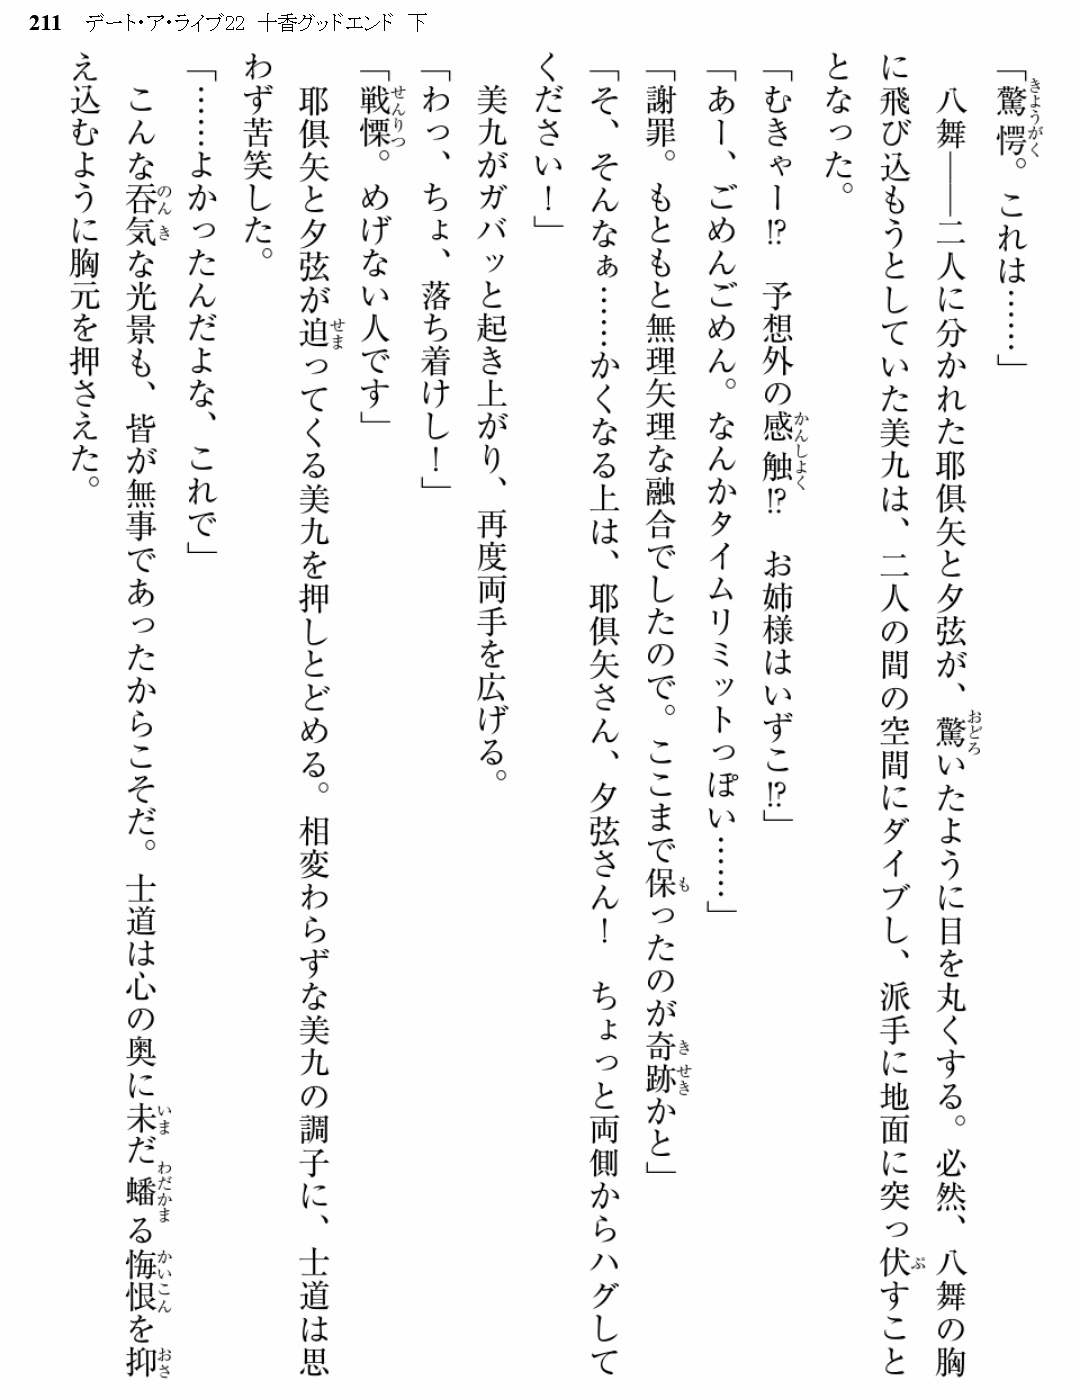 211 デート・ア・ライブ22 十香グッドエンド 下
「驚愕。これは……」
　八舞――二人に分かれた耶倶矢と夕弦が、驚いたように目を丸くする。必然、八舞の胸
に飛び込もうとしていた美九は、二人の間の空間にダイブし、派手に地面に突っ伏すこと
となった。
「むきゃー!?　予想外の感触!?　お姉様はいずこ!?」
「あー、ごめんごめん。なんかタイムリミットっぽい……」
「謝罪。もともと無理矢理な融合でしたので。ここまで保ったのが奇跡かと」
「そ、そんなぁ……かくなる上は、耶倶矢さん、夕弦さん！　ちょっと両側からハグして
ください！」
　美九がガバッと起き上がり、再度両手を広げる。
「わっ、ちょ、落ち着けし！」
「戦慄。めげない人です」
　耶倶矢と夕弦が迫ってくる美九を押しとどめる。相変わらずな美九の調子に、士道は思
わず苦笑した。
「……よかったんだよな、これで」
　こんな呑気な光景も、皆が無事であったからこそだ。士道は心の奥に未だ蟠る悔恨を抑
え込むように胸元を押さえた。